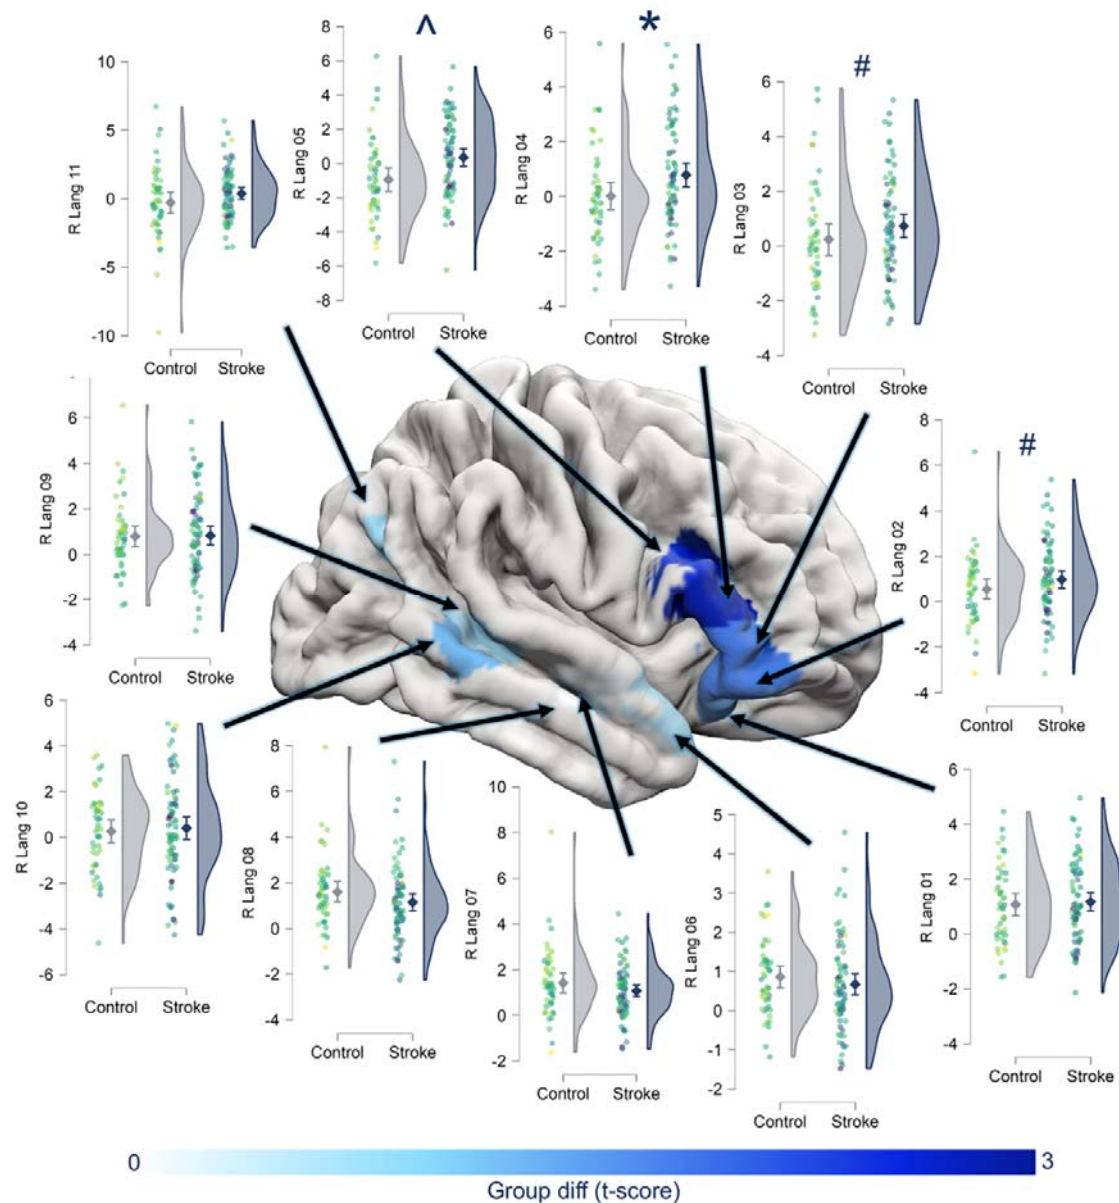 ^
*
#
8
6
4
2
0
-2
-4
-6
-8
R Lang 05
Control
Stroke
6
4
2
0
-2
-4
R Lang 04
Control
Stroke
10
5
0
-5
-10
R Lang 11
Control
Stroke
6
4
2
0
-2
-4
R Lang 03
Control
Stroke
6
4
2
0
-2
-4
R Lang 09
Control
Stroke
#
8
6
4
2
0
-2
-4
R Lang 02
Control
Stroke
6
4
2
0
-2
-4
-6
R Lang 10
Control
Stroke
8
6
4
2
0
-2
-4
R Lang 08
Control
Stroke
10
8
6
4
2
0
-2
R Lang 07
Control
Stroke
5
4
3
2
1
0
-1
-2
R Lang 06
Control
Stroke
6
4
2
0
-2
-4
R Lang 01
Control
Stroke
0
3
Group diff (t-score)